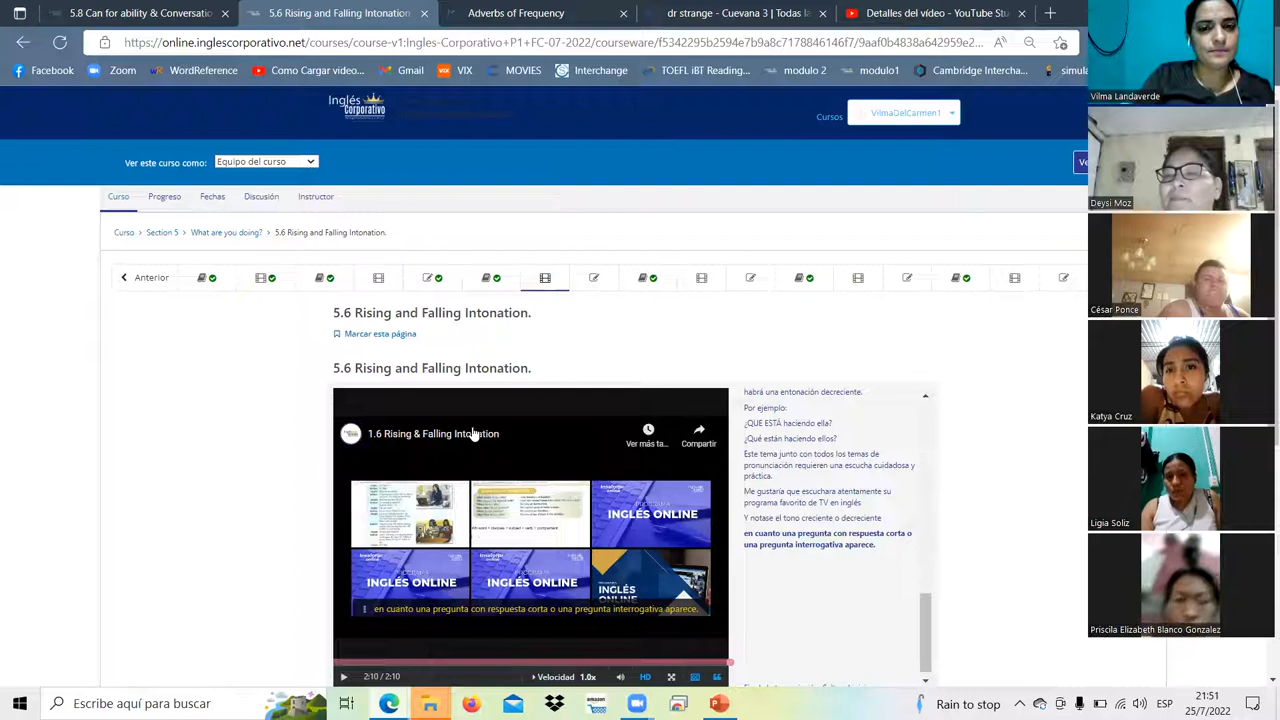 5.8 Can for ability & Conversatio
5.6 Rising and Falling Intonation
Adverbs of Frequency
dr strange - Cuevana 3 | Todas la
Detalles del vídeo - YouTube Stu
https://online.inglescorporativo.net/courses/course-v1:Ingles-Corporativo+P1+FC-07-2022/courseware/f5342295b2594e7b9a8c7178846146f7/9aaf0b4838a642959e2...
Facebook
Zoom
WordReference
Como Cargar video...
Gmail
VIX
MOVIES
Interchange
TOEFL iBT Reading...
modulo 2
modulo1
Cambridge Intercha...
simula
Inglés
Corporativo
Cursos
VilmaDelCarmen1
Ver este curso como:
Equipo del curso
Ve
Curso
Progreso
Fechas
Discusión
Instructor
Curso > Section 5 > What are you doing? > 5.6 Rising and Falling Intonation.
Anterior
5.6 Rising and Falling Intonation.
Marcar esta página
5.6 Rising and Falling Intonation.
1.6 Rising & Falling Intonation
Ver más ta...
Compartir
INGLÉS ONLINE
INGLÉS ONLINE
INGLÉS ONLINE
INGLÉS
ONLINE
en cuanto una pregunta con respuesta corta o una pregunta interrogativa aparece.
2:10 / 2:10
Velocidad 1.0x
HD
habrá una entonación decreciente.
Por ejemplo:
¿QUE ESTÁ haciendo ella?
¿Qué están haciendo ellos?
Este tema junto con todos los temas de
pronunciación requieren una escucha cuidadosa y
práctica.
Me gustaría que escuchara atentamente su
programa favorito de TV en inglés
Y notase el tono creciente en decreciente
en cuanto una pregunta con respuesta corta o
una pregunta interrogativa aparece.
Vilma Landaverde
Deysi Moz
César Ponce
Katya Cruz
Ligia Soliz
Priscila Elizabeth Blanco Gonzalez
Escribe aquí para buscar
Rain to stop
ESP
21:51
25/7/2022